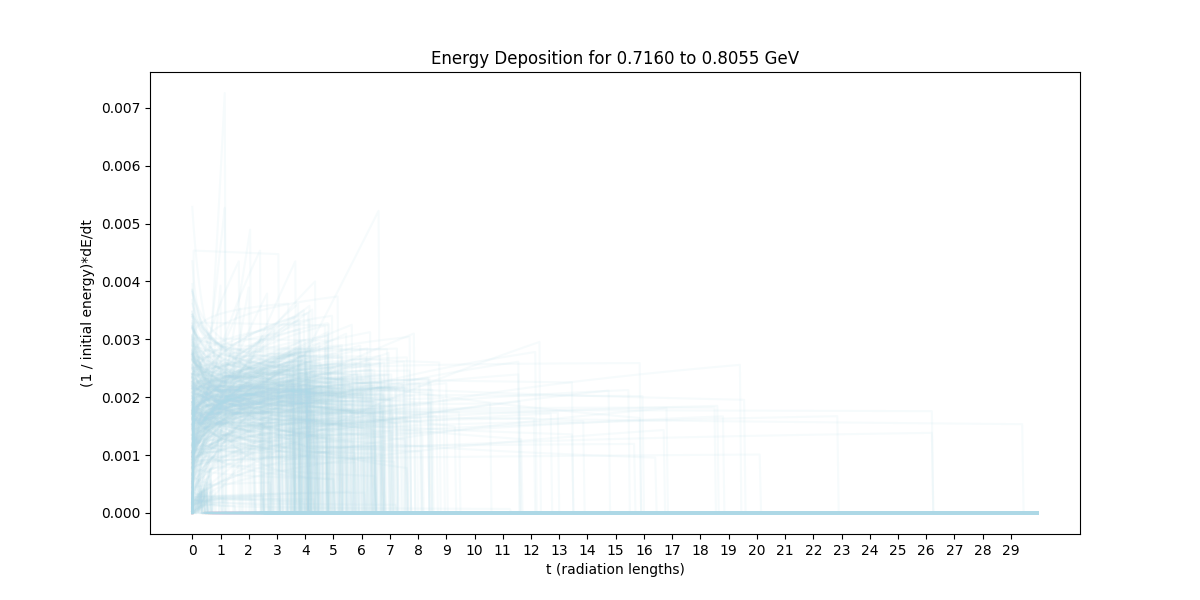 Energy Deposition for 0.7160 to 0.8055 GeV
(1 / initial energy)*dE/dt
0.007
0.006
0.005
0.004
0.003
0.002
0.001
0.000
0 1 2 3 4 5 6 7 8 9 10 11 12 13 14 15 16 17 18 19 20 21 22 23 24 25 26 27 28 29
t (radiation lengths)